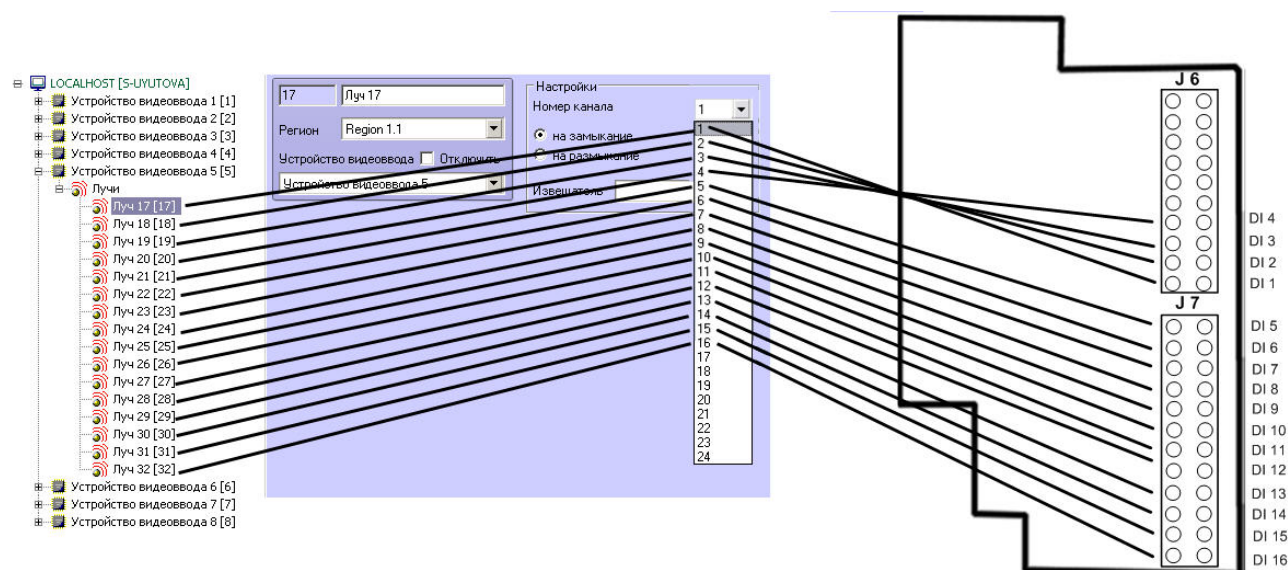 LOCALHOST [S-UYUTOVA]
Устройство видеоввода 1 [1]
Устройство видеоввода 2 [2]
Устройство видеоввода 3 [3]
Устройство видеоввода 4 [4]
Устройство видеоввода 5 [5]
Лучи
Луч 17 [17]
Луч 18 [18]
Луч 19 [19]
Луч 20 [20]
Луч 21 [21]
Луч 22 [22]
Луч 23 [23]
Луч 24 [24]
Луч 25 [25]
Луч 26 [26]
Луч 27 [27]
Луч 28 [28]
Луч 29 [29]
Луч 30 [30]
Луч 31 [31]
Луч 32 [32]
Устройство видеоввода 6 [6]
Устройство видеоввода 7 [7]
Устройство видеоввода 8 [8]
17 Луч 17
Регион Region 1.1
Устройство видеоввода Отключить
Устройство видеоввода 5
Настройки
Номер канала 1
на замыкание
на размыкание
Извещатель
1
2
3
4
5
6
7
8
9
10
11
12
13
14
15
16
17
18
19
20
21
22
23
24
J 6
DI 4
DI 3
DI 2
DI 1
J 7
DI 5
DI 6
DI 7
DI 8
DI 9
DI 10
DI 11
DI 12
DI 13
DI 14
DI 15
DI 16